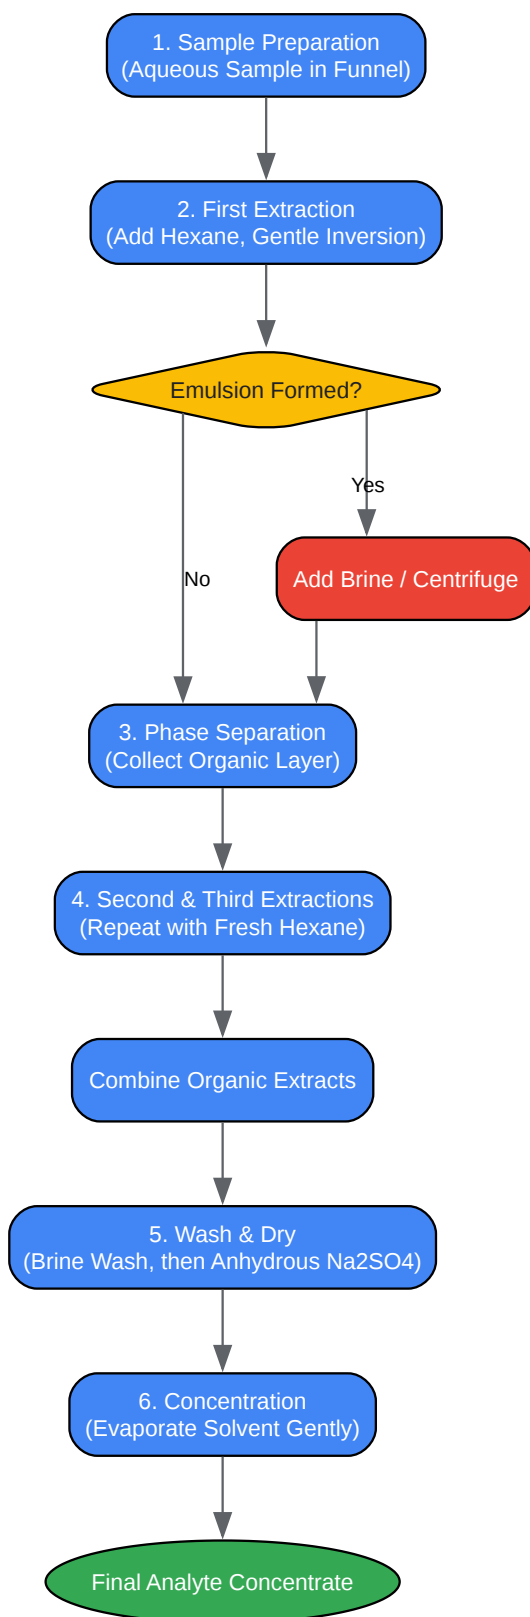 1. Sample Preparation
(Aqueous Sample in Funnel)
2. First Extraction
(Add Hexane, Gentle Inversion)
Emulsion Formed?
Yes
Add Brine / Centrifuge
No
3. Phase Separation
(Collect Organic Layer)
4. Second & Third Extractions
(Repeat with Fresh Hexane)
Combine Organic Extracts
5. Wash & Dry
(Brine Wash, then Anhydrous Na2SO4)
6. Concentration
(Evaporate Solvent Gently)
Final Analyte Concentrate